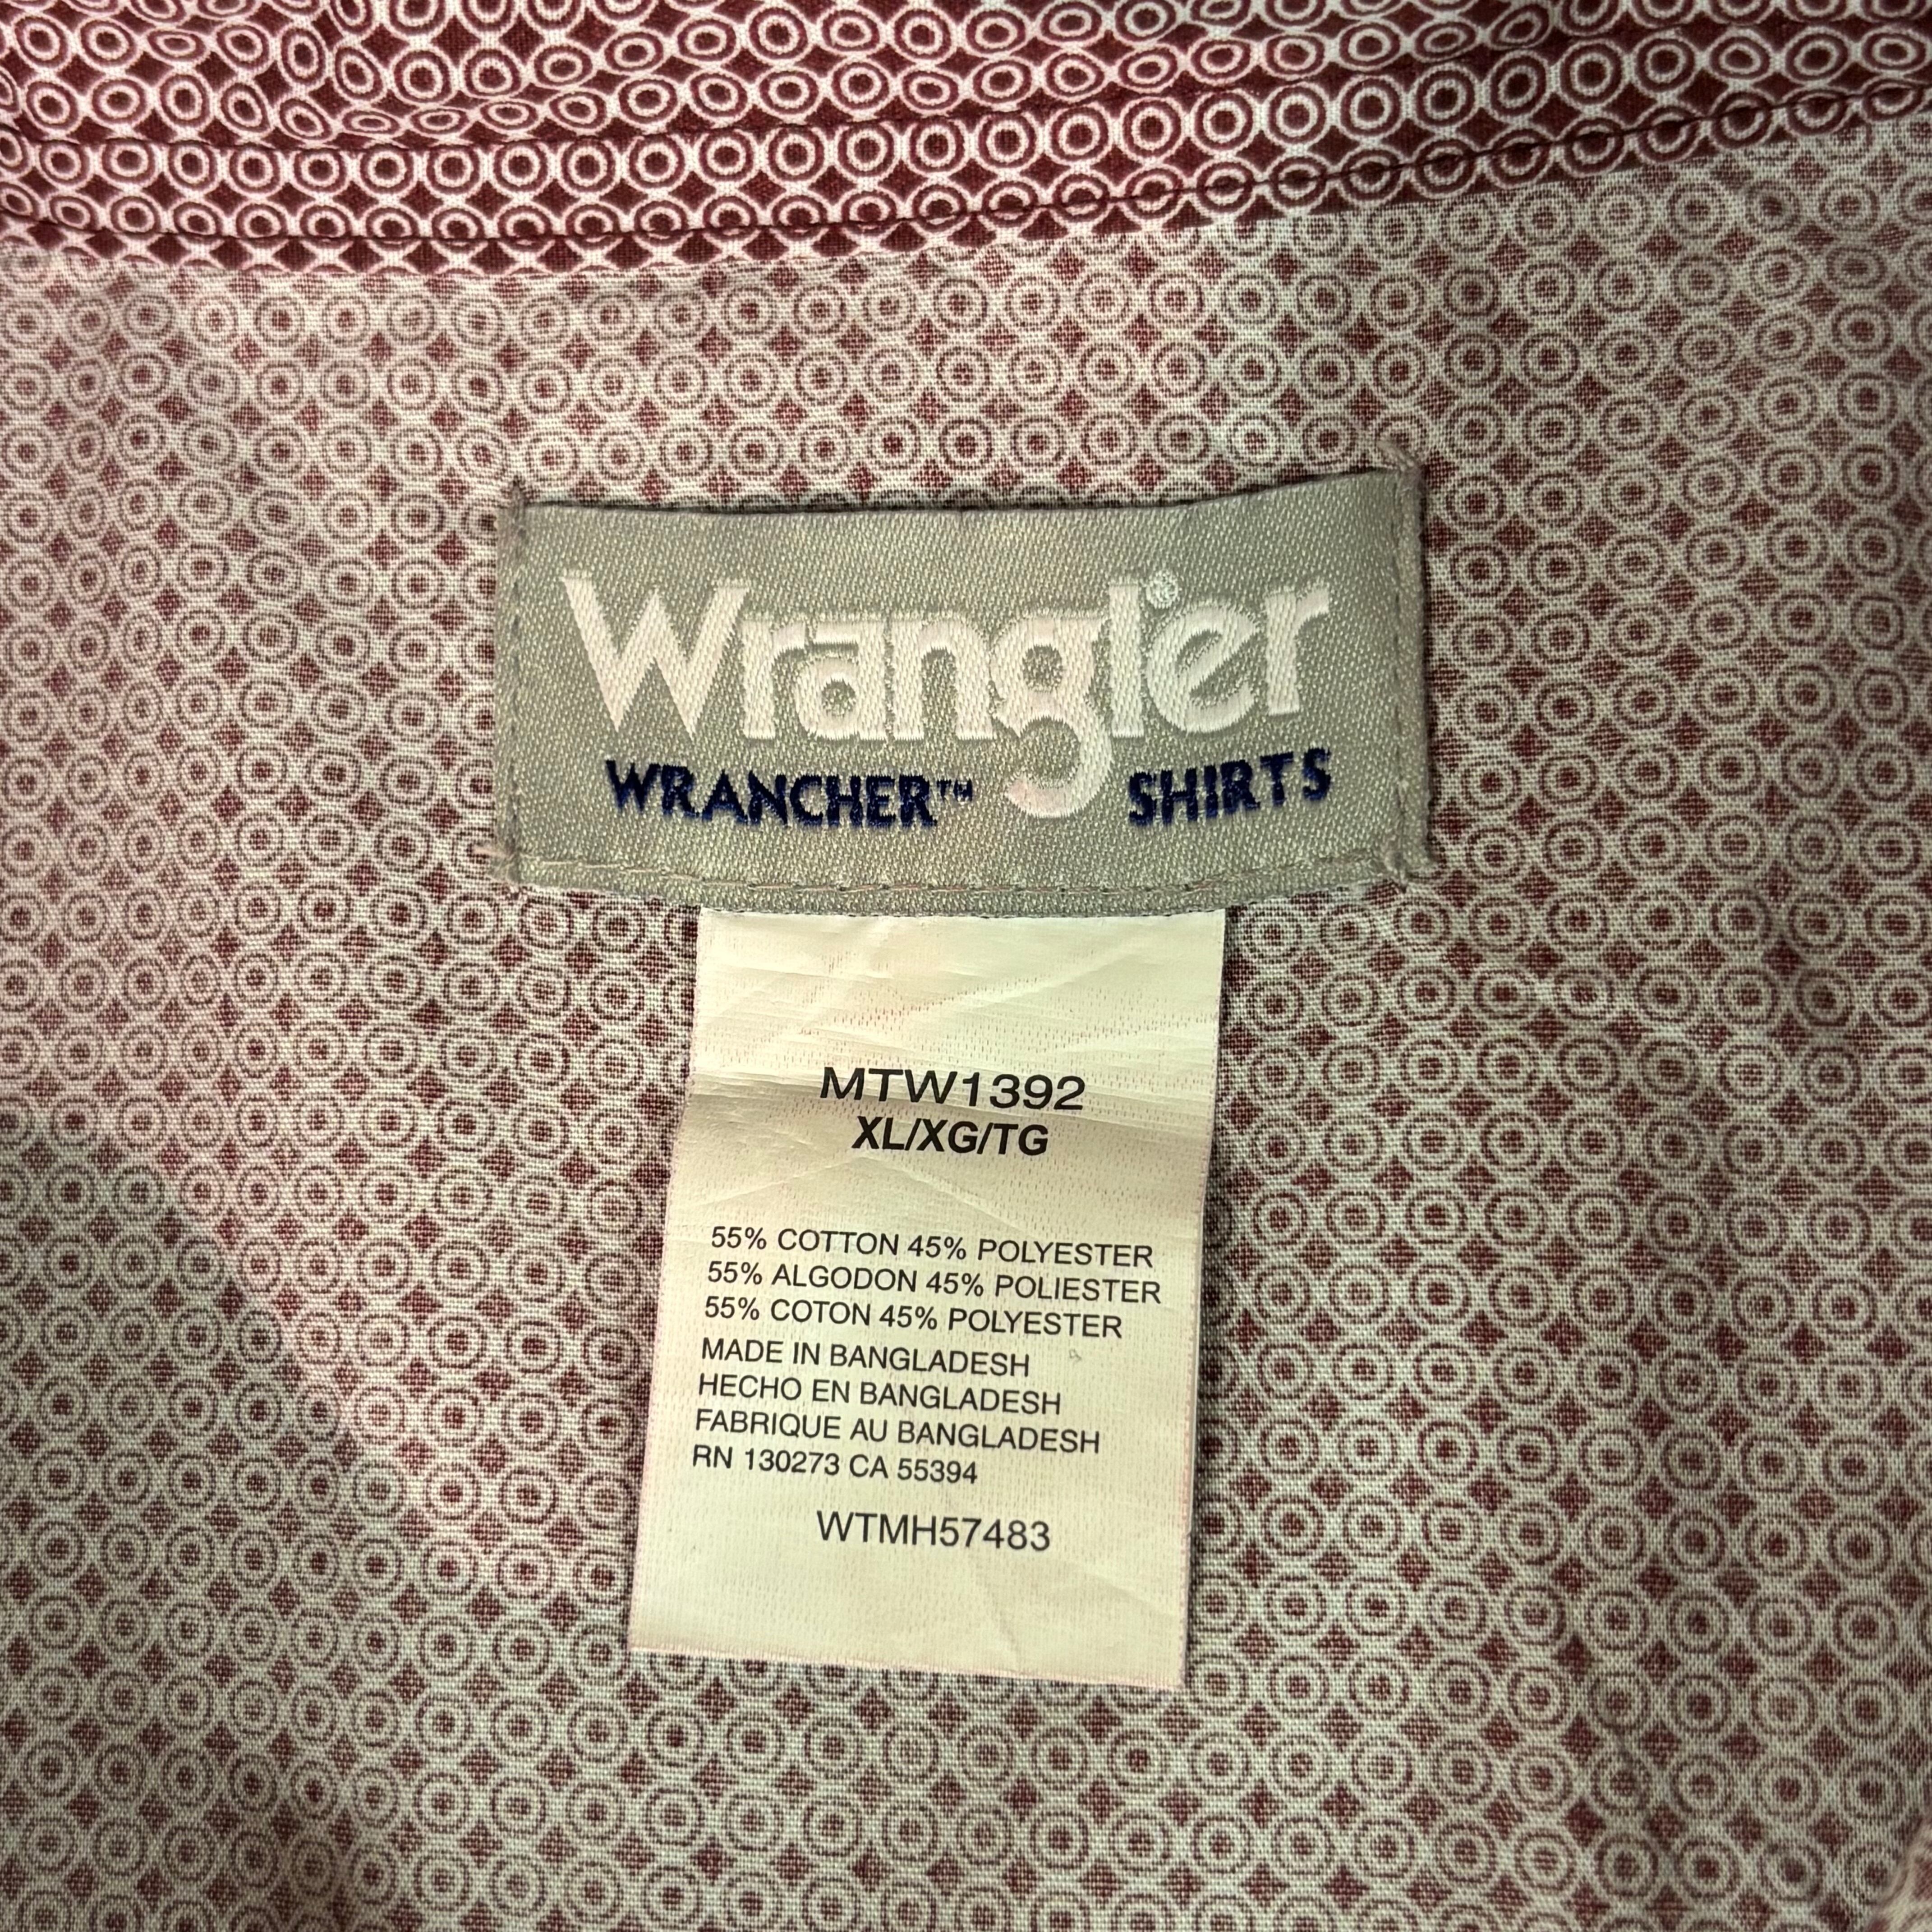 Wrangler®
WRANCHER™ SHIRTS
MTW1392
XL/XG/TG
55% COTTON 45% POLYESTER
55% ALGODON 45% POLIESTER
55% COTON 45% POLYESTER
MADE IN BANGLADESH
HECHO EN BANGLADESH
FABRIQUE AU BANGLADESH
RN 130273 CA 55394
WTMH57483